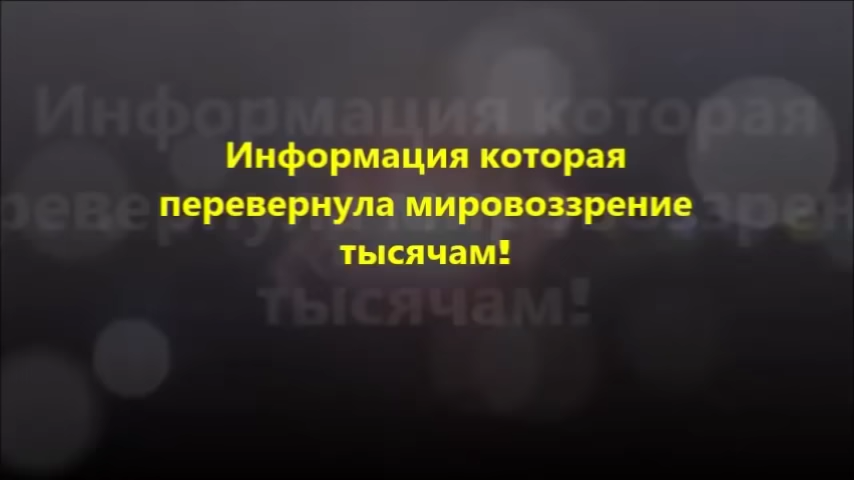 Информация которая
перевернула мировоззрение
тысячам!